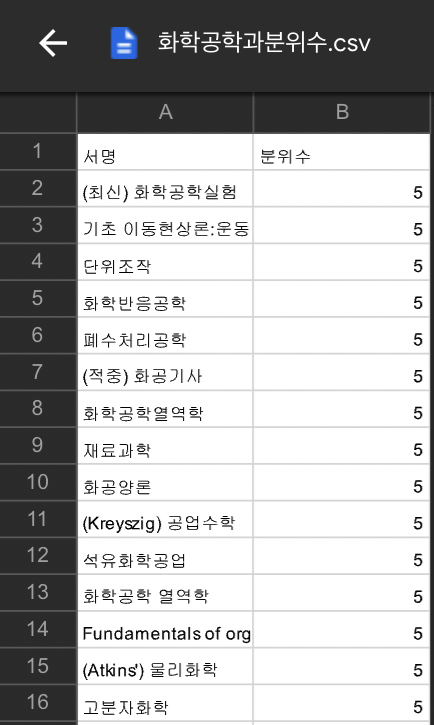 화학공학과분위수.csv
A B
1 서명 분위수
2 (최신) 화학공학실험 5
3 기초 이동현상론:운동 5
4 단위조작 5
5 화학반응공학 5
6 폐수처리공학 5
7 (적중) 화공기사 5
8 화학공학열역학 5
9 재료과학 5
10 화공양론 5
11 (Kreyszig) 공업수학 5
12 석유화학공업 5
13 화학공학 열역학 5
14 Fundamentals of org 5
15 (Atkins') 물리화학 5
16 고분자화학 5